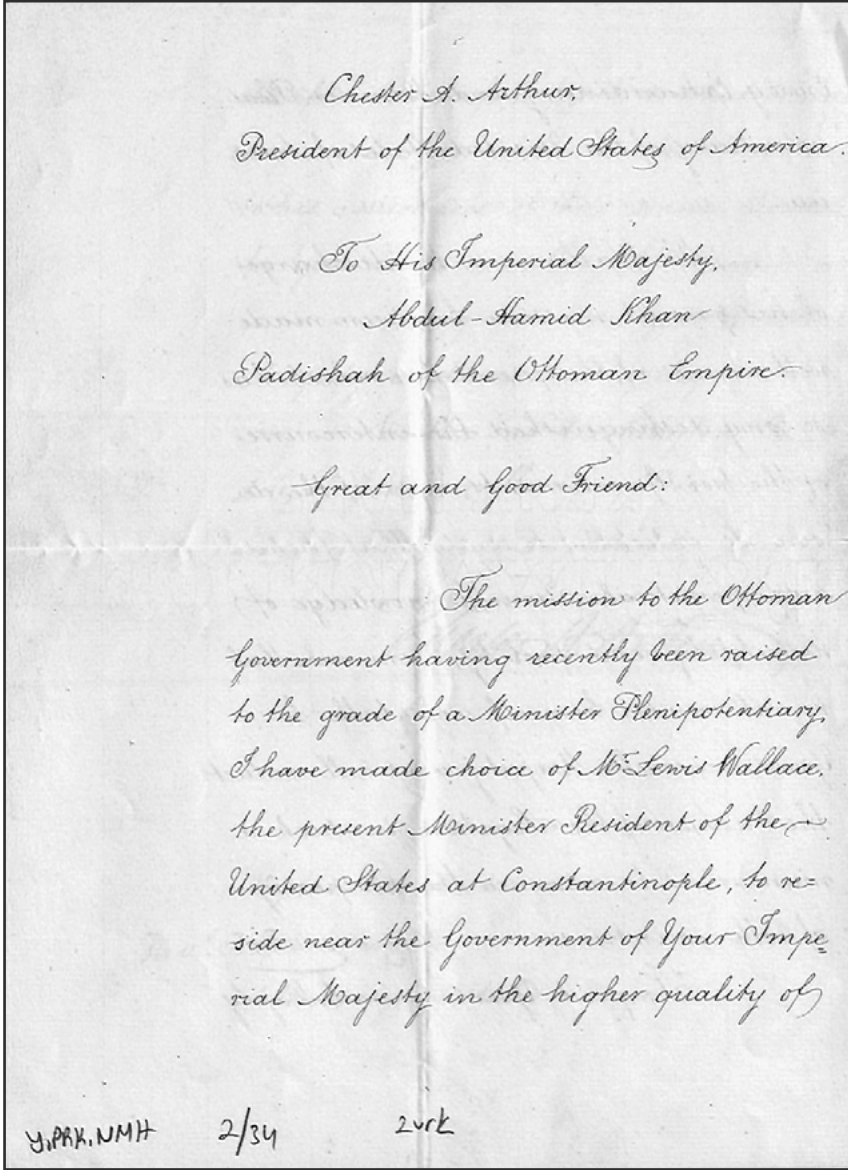 Chester A. Arthur,
President of the United States of America.
To His Imperial Majesty,
Abdul-Hamid Khan
Padishah of the Ottoman Empire.
Great and Good Friend:
The mission to the Ottoman
Government having recently been raised
to the grade of a Minister Plenipotentiary,
I have made choice of Mr. Lewis Wallace,
the present Minister Resident of the
United States at Constantinople, to re=
side near the Government of Your Impe=
rial Majesty in the higher quality of
Y.PRK.NMH 2/34 2vrk